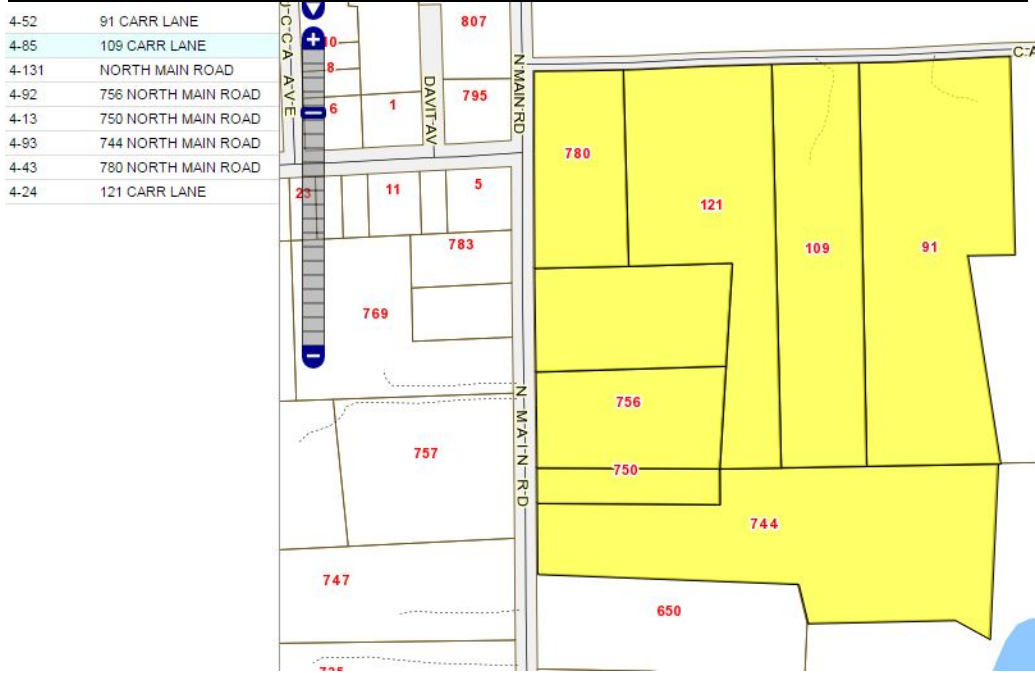 4-52 91 CARR LANE
4-85 109 CARR LANE
4-131 NORTH MAIN ROAD
4-92 756 NORTH MAIN ROAD
4-13 750 NORTH MAIN ROAD
4-93 744 NORTH MAIN ROAD
4-43 780 NORTH MAIN ROAD
4-24 121 CARR LANE
807
10
8
6
1
795
DAVIT AV
N MAIN RD
780
23
11
5
121
783
109
91
769
756
N MAIN RD
757
750
744
747
650